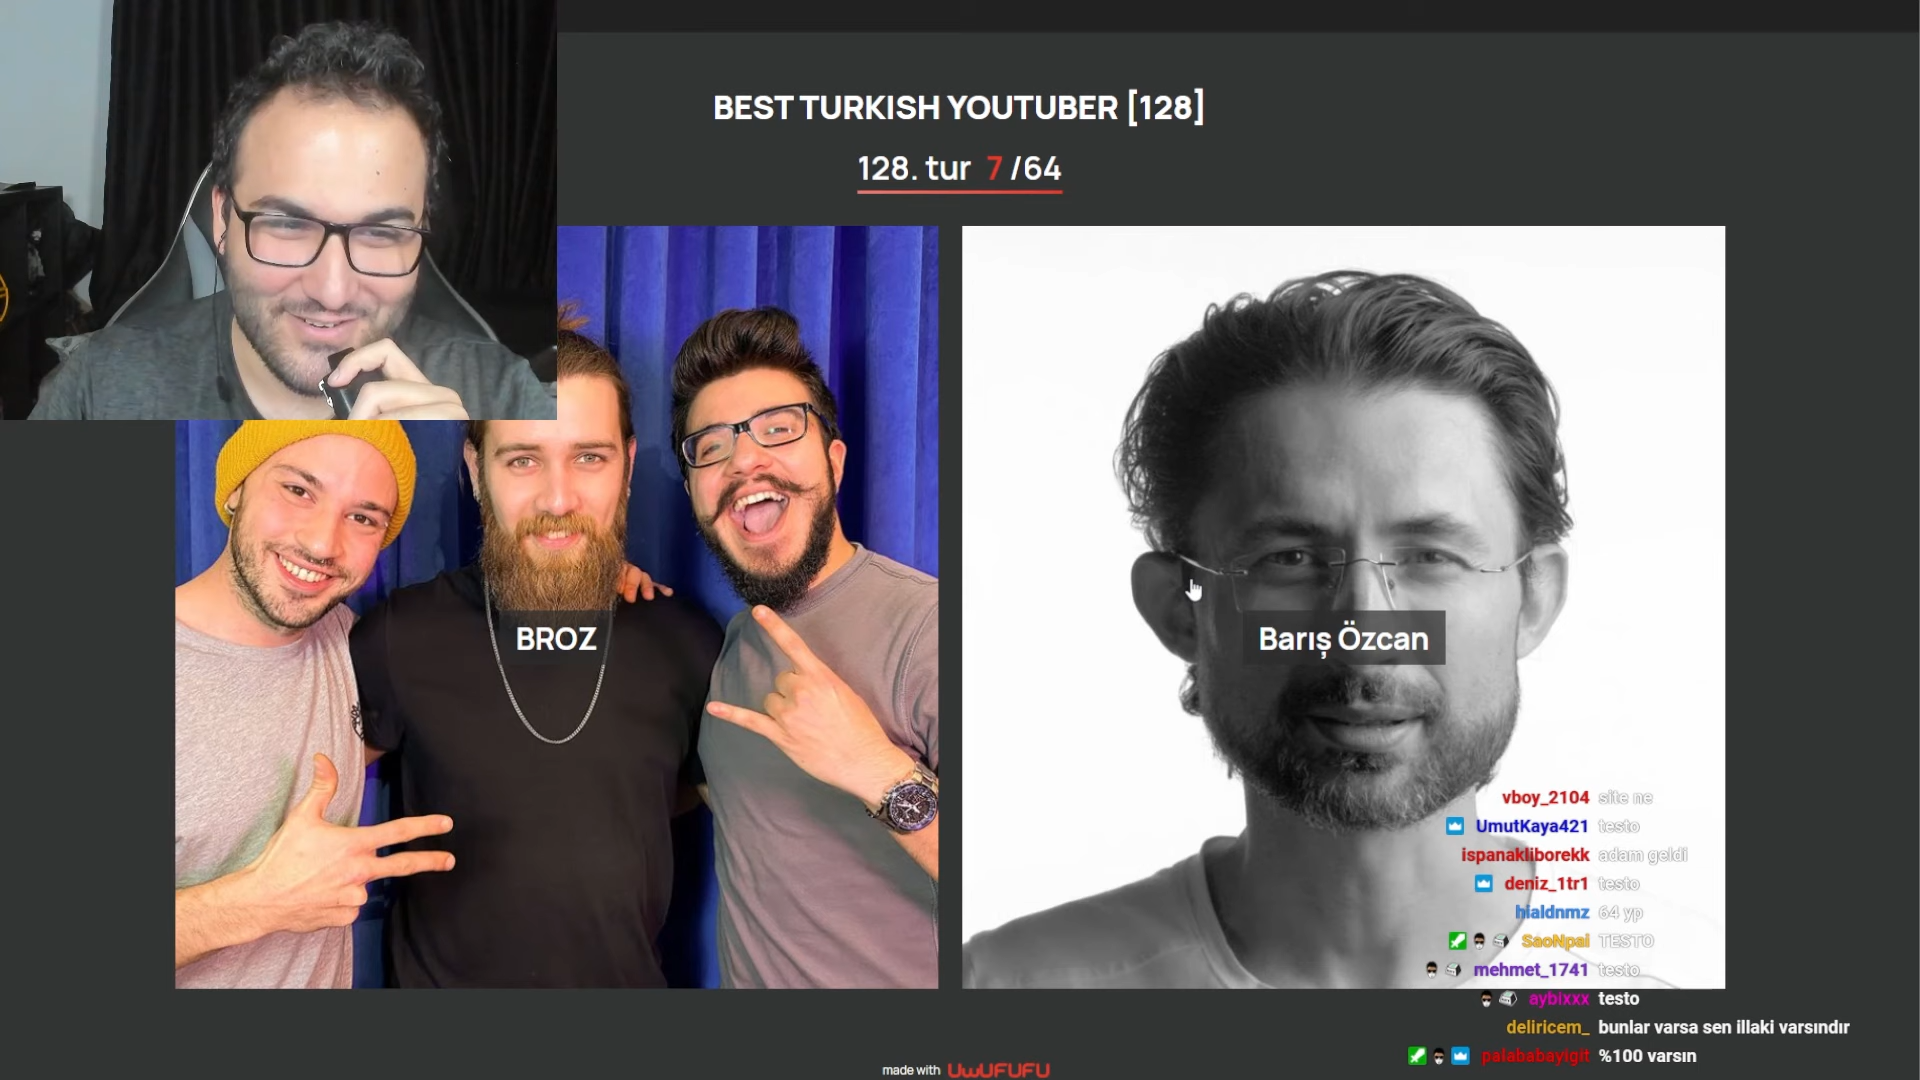 BEST TURKISH YOUTUBER [128]
128. tur 7 /64
BROZ
Barış Özcan
vboy_2104 site ne
UmutKaya421 testo
ispanakliborekk adam geldi
deniz_1tr1 testo
hialdnmz 64 yp
SaoNpai TESTO
mehmet_1741 testo
aybixxx testo
deliricem_ bunlar varsa sen illaki varsındır
palababayigit %100 varsın
made with UwUFUFU